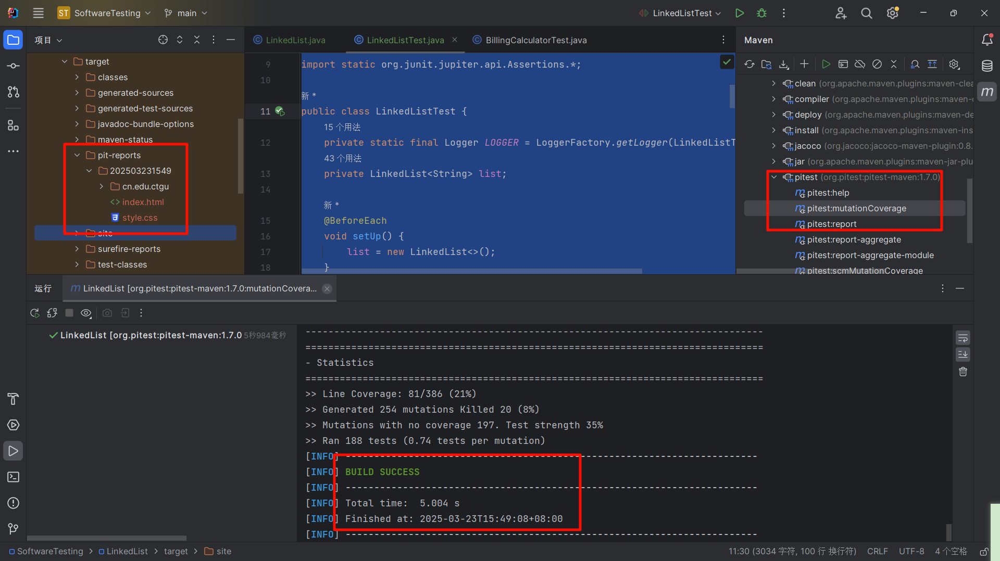 ST SoftwareTesting main LinkedListTest
项目
target
classes
generated-sources
generated-test-sources
javadoc-bundle-options
maven-status
pit-reports
202503231549
cn.edu.ctgu
index.html
style.css
site
surefire-reports
test-classes
LinkedList.java LinkedListTest.java BillingCalculatorTest.java
9 import static org.junit.jupiter.api.Assertions.*;
10
新 *
11 public class LinkedListTest {
15 个用法
12 private static final Logger LOGGER = LoggerFactory.getLogger(LinkedListT
43 个用法
13 private LinkedList<String> list;
14
新 *
15 @BeforeEach
16 void setUp() {
17 list = new LinkedList<>();
18 }
Maven
clean (org.apache.maven.plugins:maven-clea
compiler (org.apache.maven.plugins:maven-c
deploy (org.apache.maven.plugins:maven-de
install (org.apache.maven.plugins:maven-ins
jacoco (org.jacoco:jacoco-maven-plugin:0.8.
jar (org.apache.maven.plugins:maven-jar-plu
pitest (org.pitest:pitest-maven:1.7.0)
pitest:help
pitest:mutationCoverage
pitest:report
pitest:report-aggregate
pitest:report-aggregate-module
pitest:scmMutationCoverage
运行 LinkedList [org.pitest:pitest-maven:1.7.0:mutationCovera...
LinkedList [org.pitest:pitest-maven:1.7.0 5秒984毫秒
--------------------------------------------------------------------------------
================================================================================
- Statistics
================================================================================
>> Line Coverage: 81/386 (21%)
>> Generated 254 mutations Killed 20 (8%)
>> Mutations with no coverage 197. Test strength 35%
>> Ran 188 tests (0.74 tests per mutation)
[INFO] ------------------------------------------------------------------------
[INFO] BUILD SUCCESS
[INFO] ------------------------------------------------------------------------
[INFO] Total time:  5.004 s
[INFO] Finished at: 2025-03-23T15:49:08+08:00
[INFO] ------------------------------------------------------------------------
SoftwareTesting > LinkedList > target > site
11:30 (3034 字符, 100 行 换行符) CRLF UTF-8 4 个空格